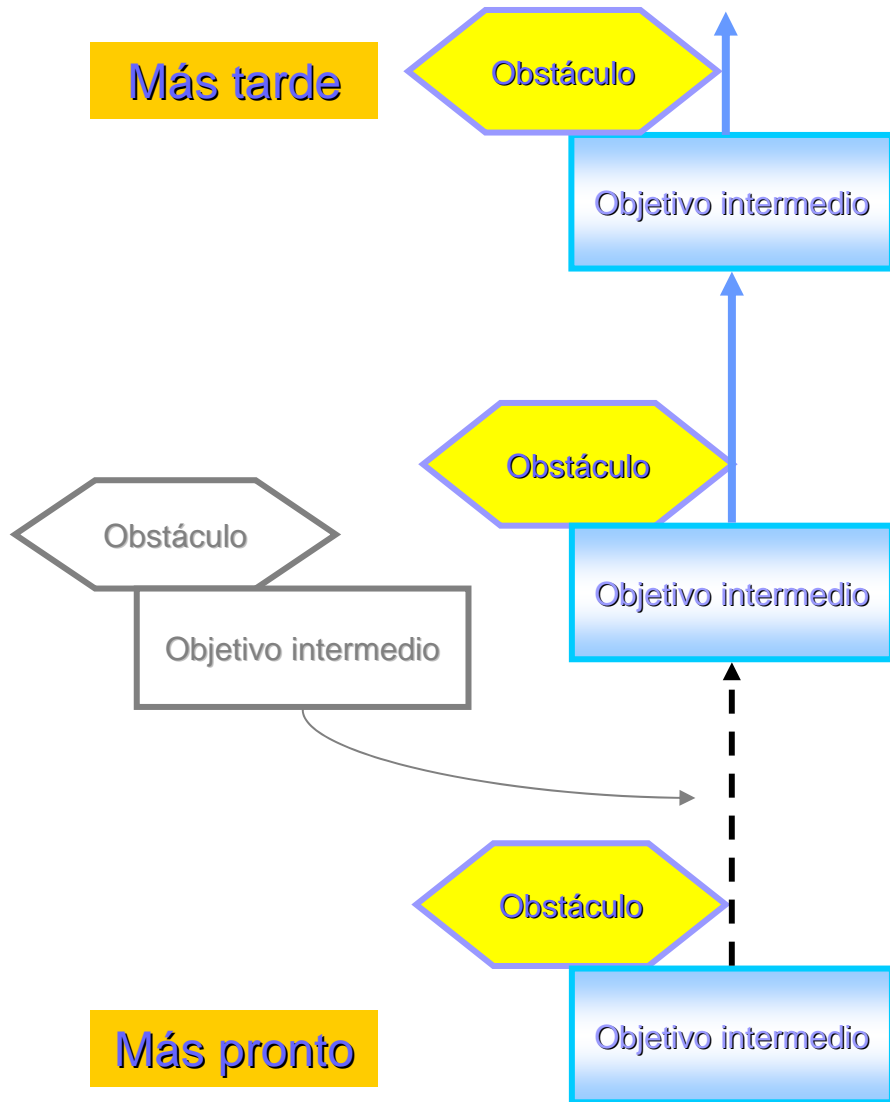 Más tarde
Obstáculo
Objetivo intermedio
Obstáculo
Objetivo intermedio
Obstáculo
Objetivo intermedio
Obstáculo
Objetivo intermedio
Más pronto